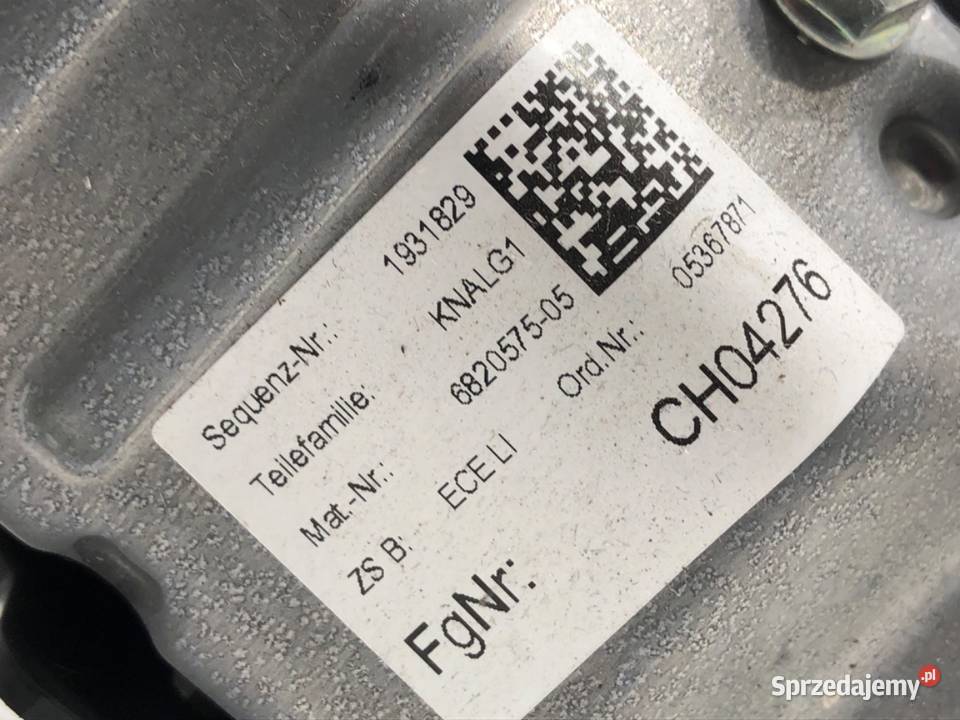 Sequenz-Nr.: 1931829
Teilefamilie: KNALG1
Mat.-Nr.: 6820575-05
ZS B: ECE LI Ord.Nr.: 05367871
FgNr: CH04276
Sprzedajemy.pl